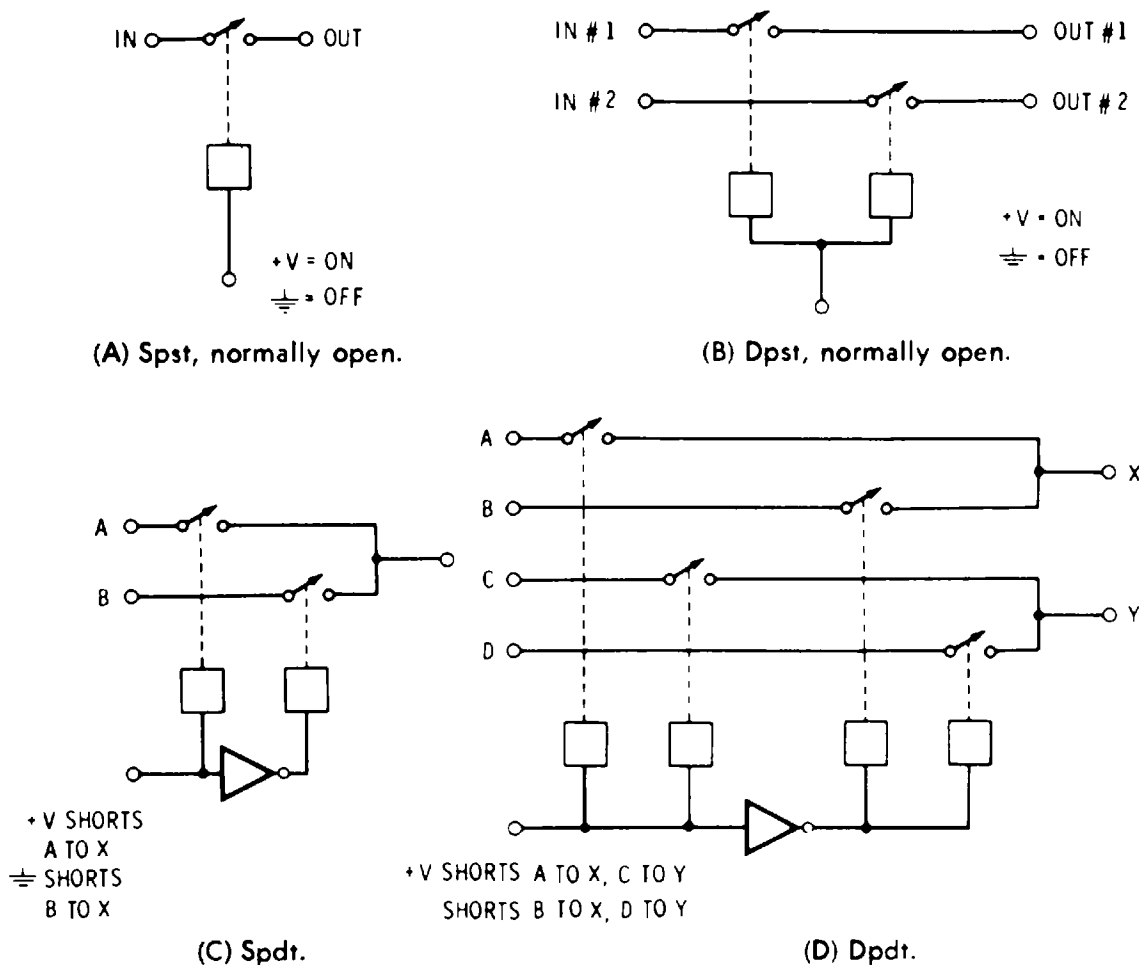 IN OUT
+V = ON
= OFF
(A) Spst, normally open.
IN #1 OUT #1
IN #2 OUT #2
+V = ON
= OFF
(B) Dpst, normally open.
A
B
+V SHORTS
A TO X
SHORTS
B TO X
(C) Spdt.
A
X
B
C
Y
D
+V SHORTS A TO X, C TO Y
SHORTS B TO X, D TO Y
(D) Dpdt.